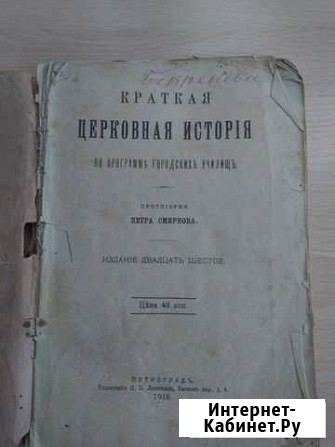 КРАТКАЯ
ЦЕРКОВНАЯ ИСТОРІЯ
ПО ПРОГРАММѢ ГОРОДСКИХЪ УЧИЛИЩЪ.
ПРОТОІЕРЕЯ
ПЕТРА СМИРНОВА.
ИЗДАНІЕ ДВАДЦАТЬ ШЕСТОЕ.
Цѣна 43 коп.
ПЕТРОГРАДЪ.
1916
Интернет-
Кабинет.Ру